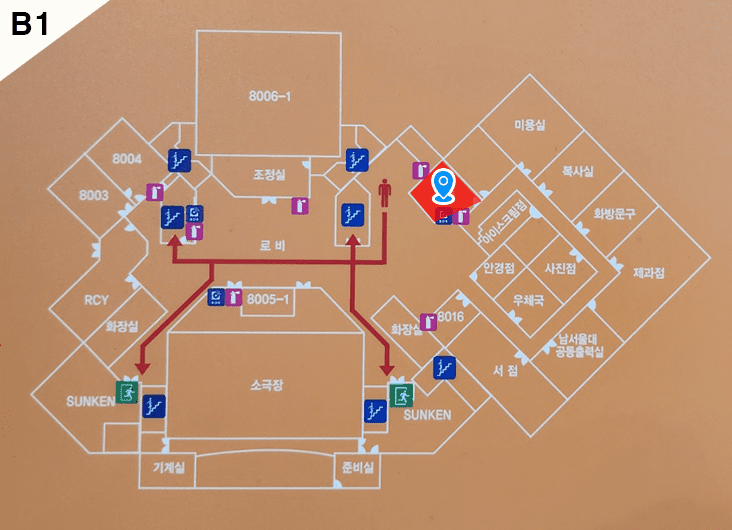 B1
8006-1
미용실
8004
조정실
복사실
8003
아이스크림점
화방문구
로 비
안경점
사진점
제과점
RCY
8005-1
우체국
화장실
화장실
8016
남서울대
공동출력실
서 점
소극장
SUNKEN
SUNKEN
기계실
준비실